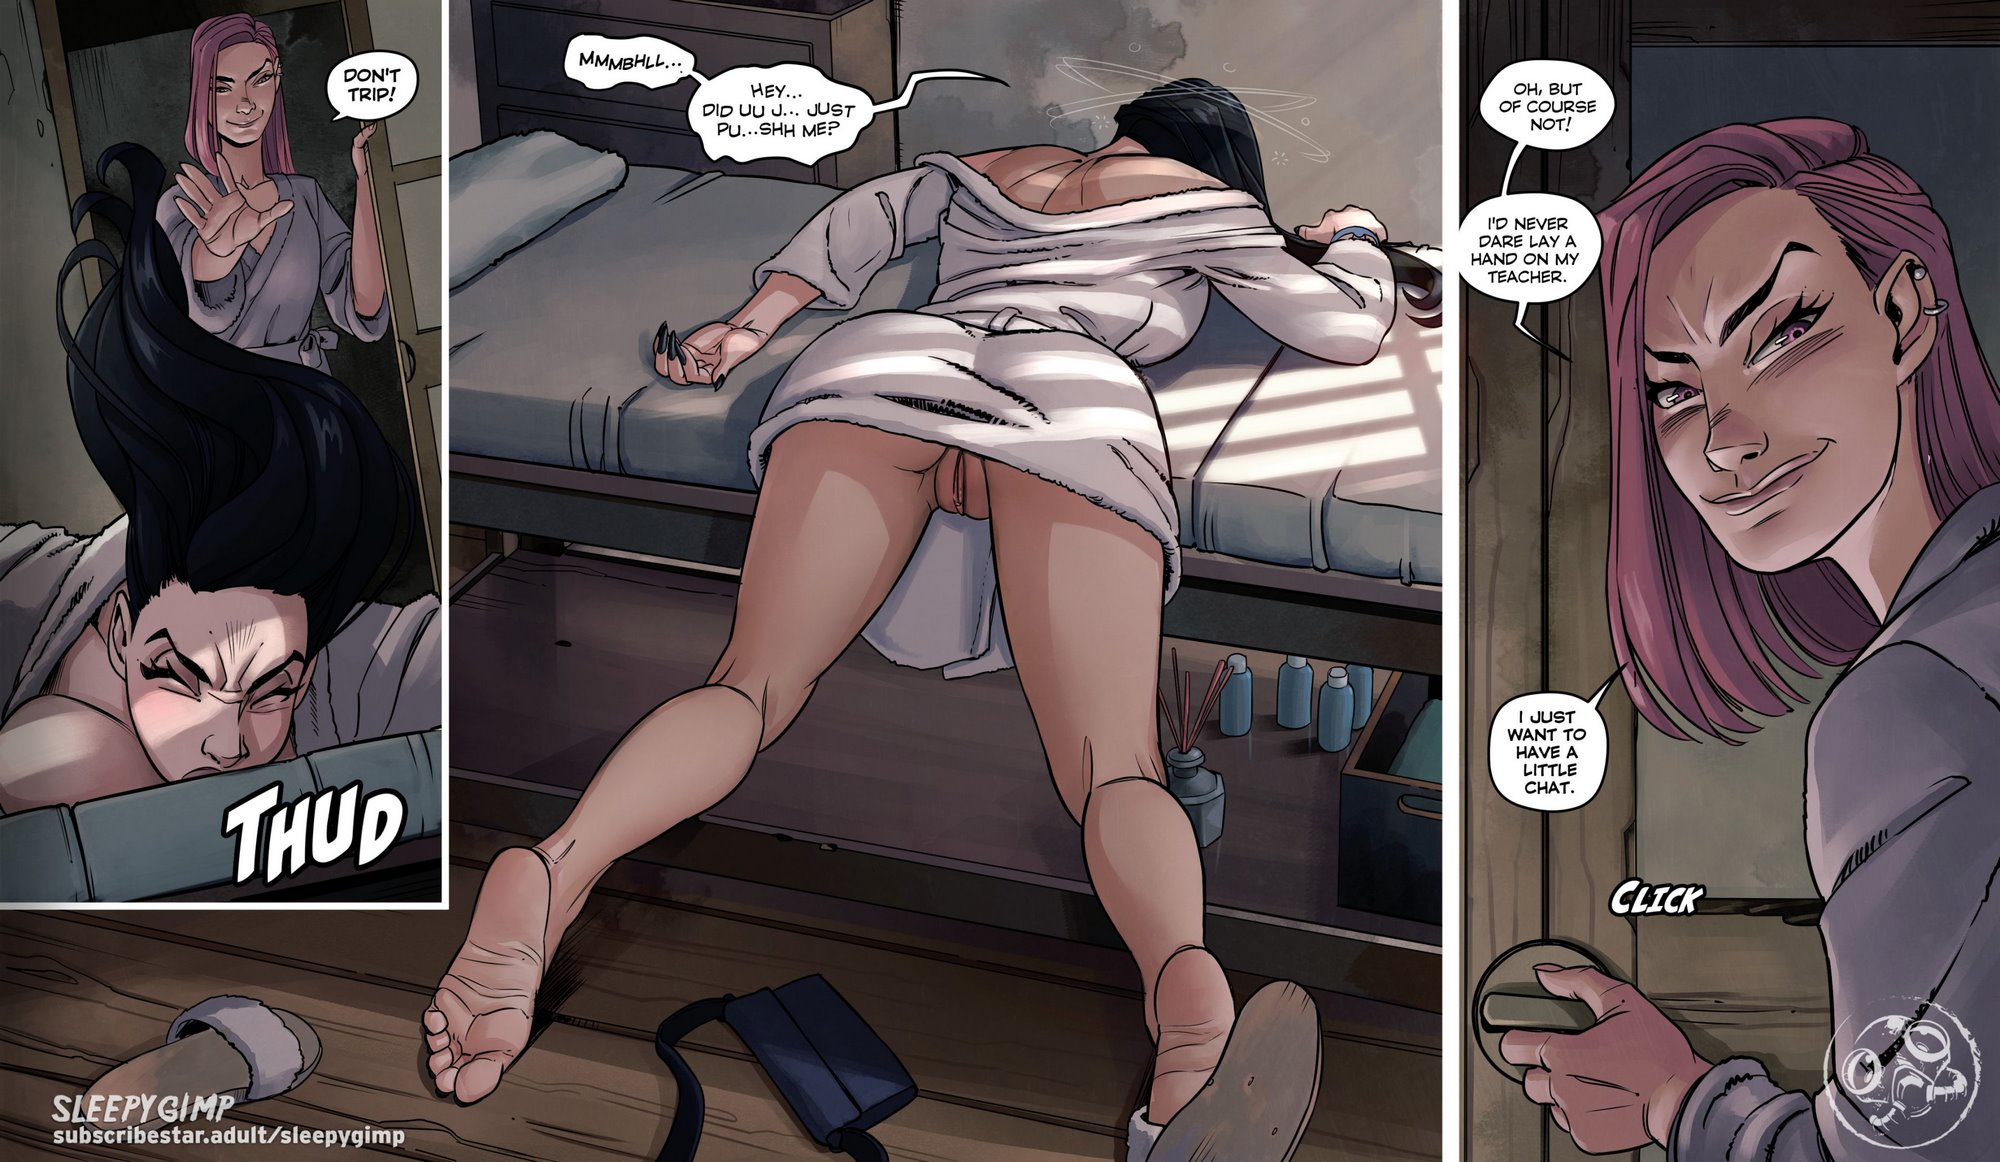 DON'T
TRIP!
THUD
MMMBHLL...
HEY...
DID UU J... JUST
PU...SHH ME?
OH, BUT
OF COURSE
NOT!
I'D NEVER
DARE LAY A
HAND ON MY
TEACHER.
I JUST
WANT TO
HAVE A
LITTLE
CHAT.
CLICK
SLEEPYGIMP
subscribestar.adult/sleepygimp